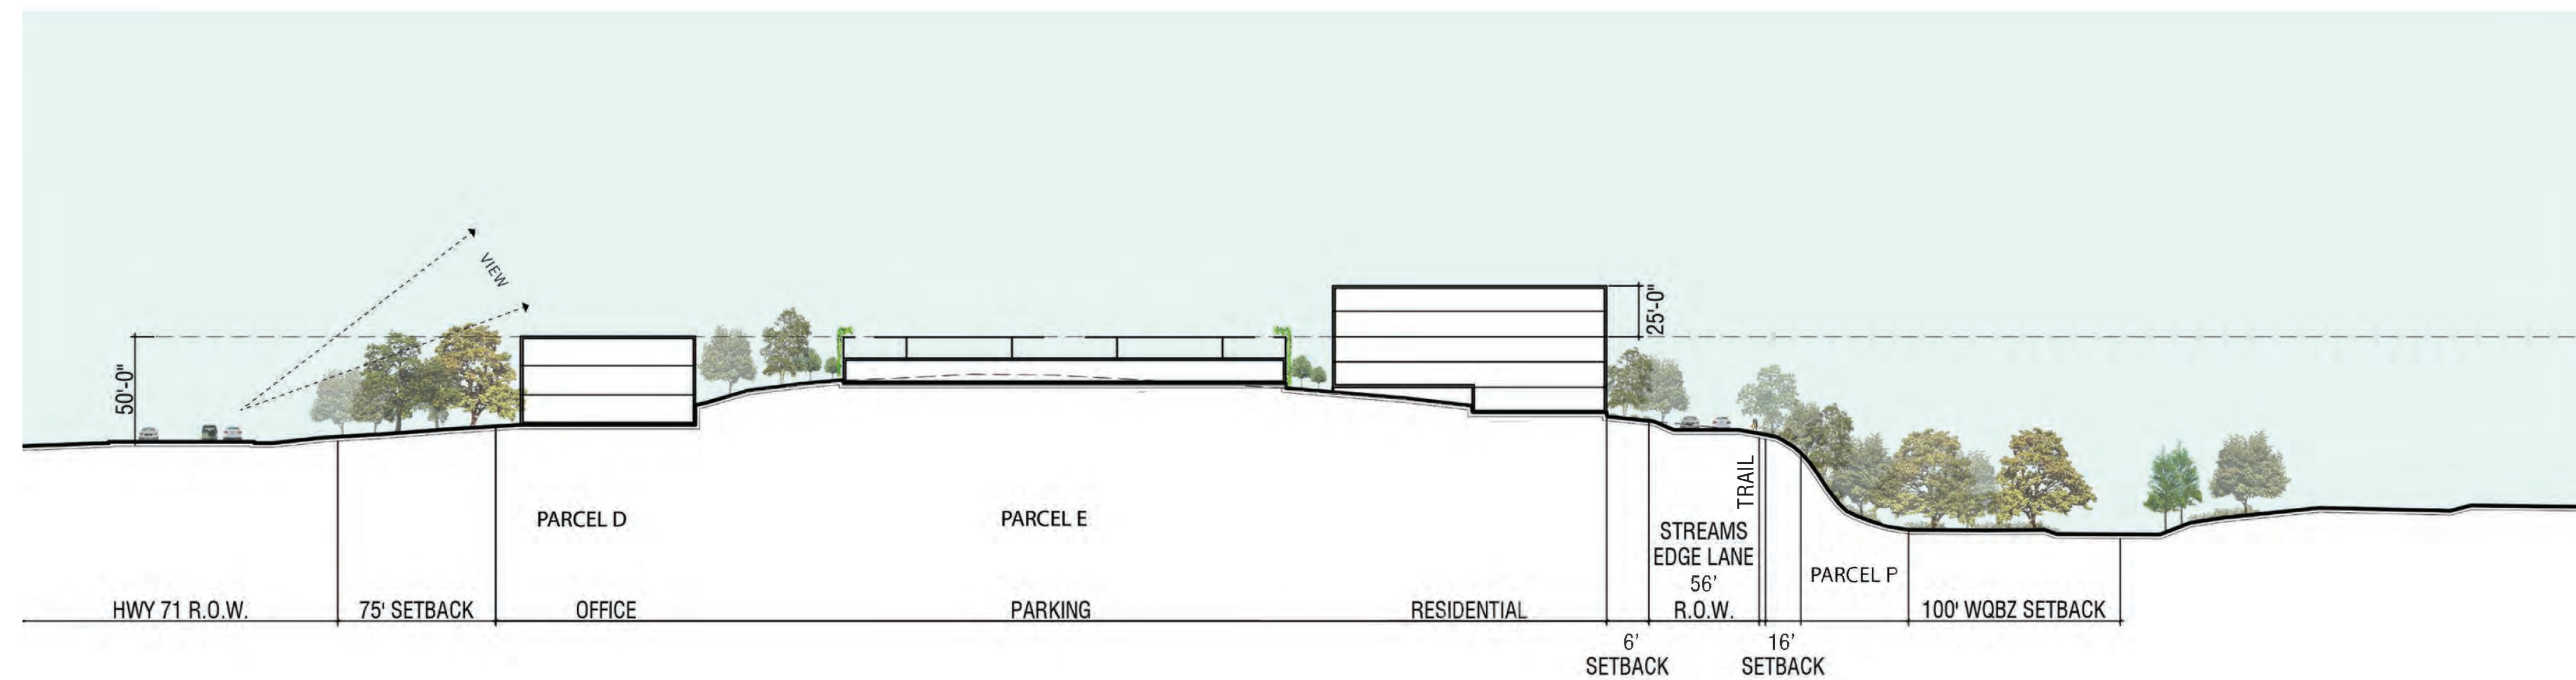 VIEW
50'-0"
25'-0"
TRAIL
PARCEL D
PARCEL E
STREAMS
EDGE LANE
56'
R.O.W.
PARCEL P
HWY 71 R.O.W.
75' SETBACK
OFFICE
PARKING
RESIDENTIAL
100' WQBZ SETBACK
6'
SETBACK
16'
SETBACK